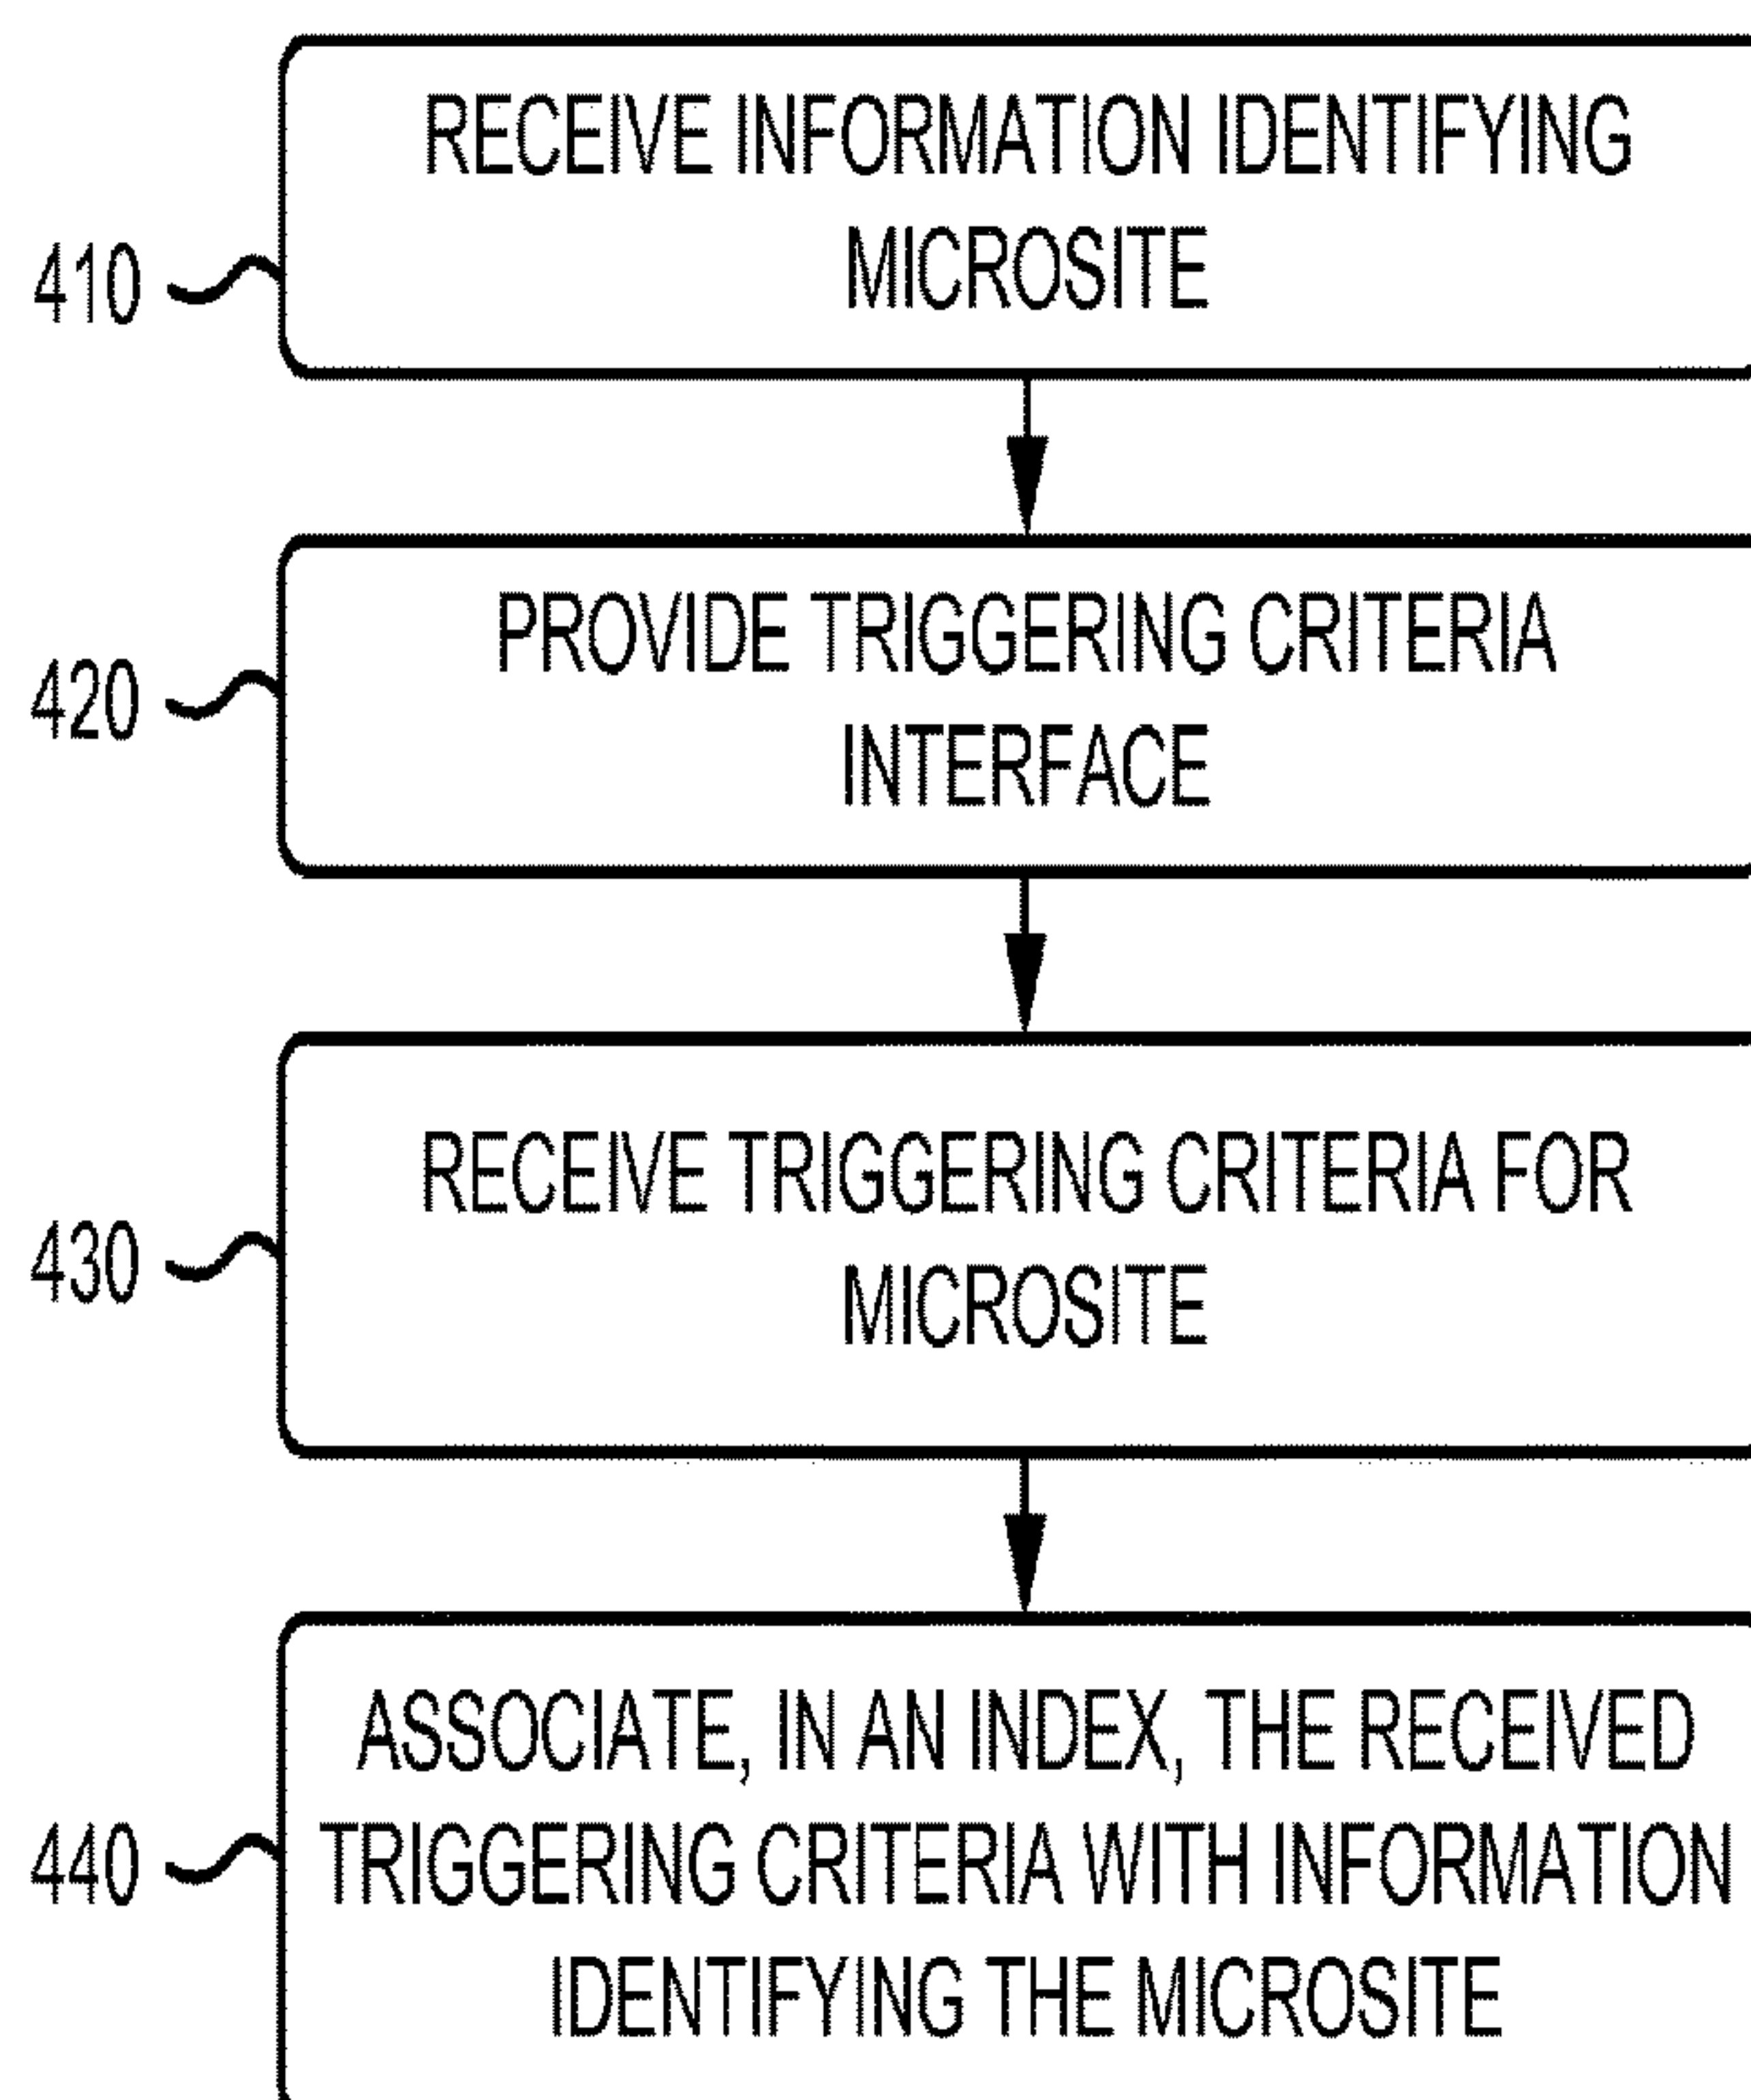 RECEIVE INFORMATION IDENTIFYING
MICROSITE
410
PROVIDE TRIGGERING CRITERIA
INTERFACE
420
RECEIVE TRIGGERING CRITERIA FOR
MICROSITE
430
ASSOCIATE, IN AN INDEX, THE RECEIVED
TRIGGERING CRITERIA WITH INFORMATION
IDENTIFYING THE MICROSITE
440